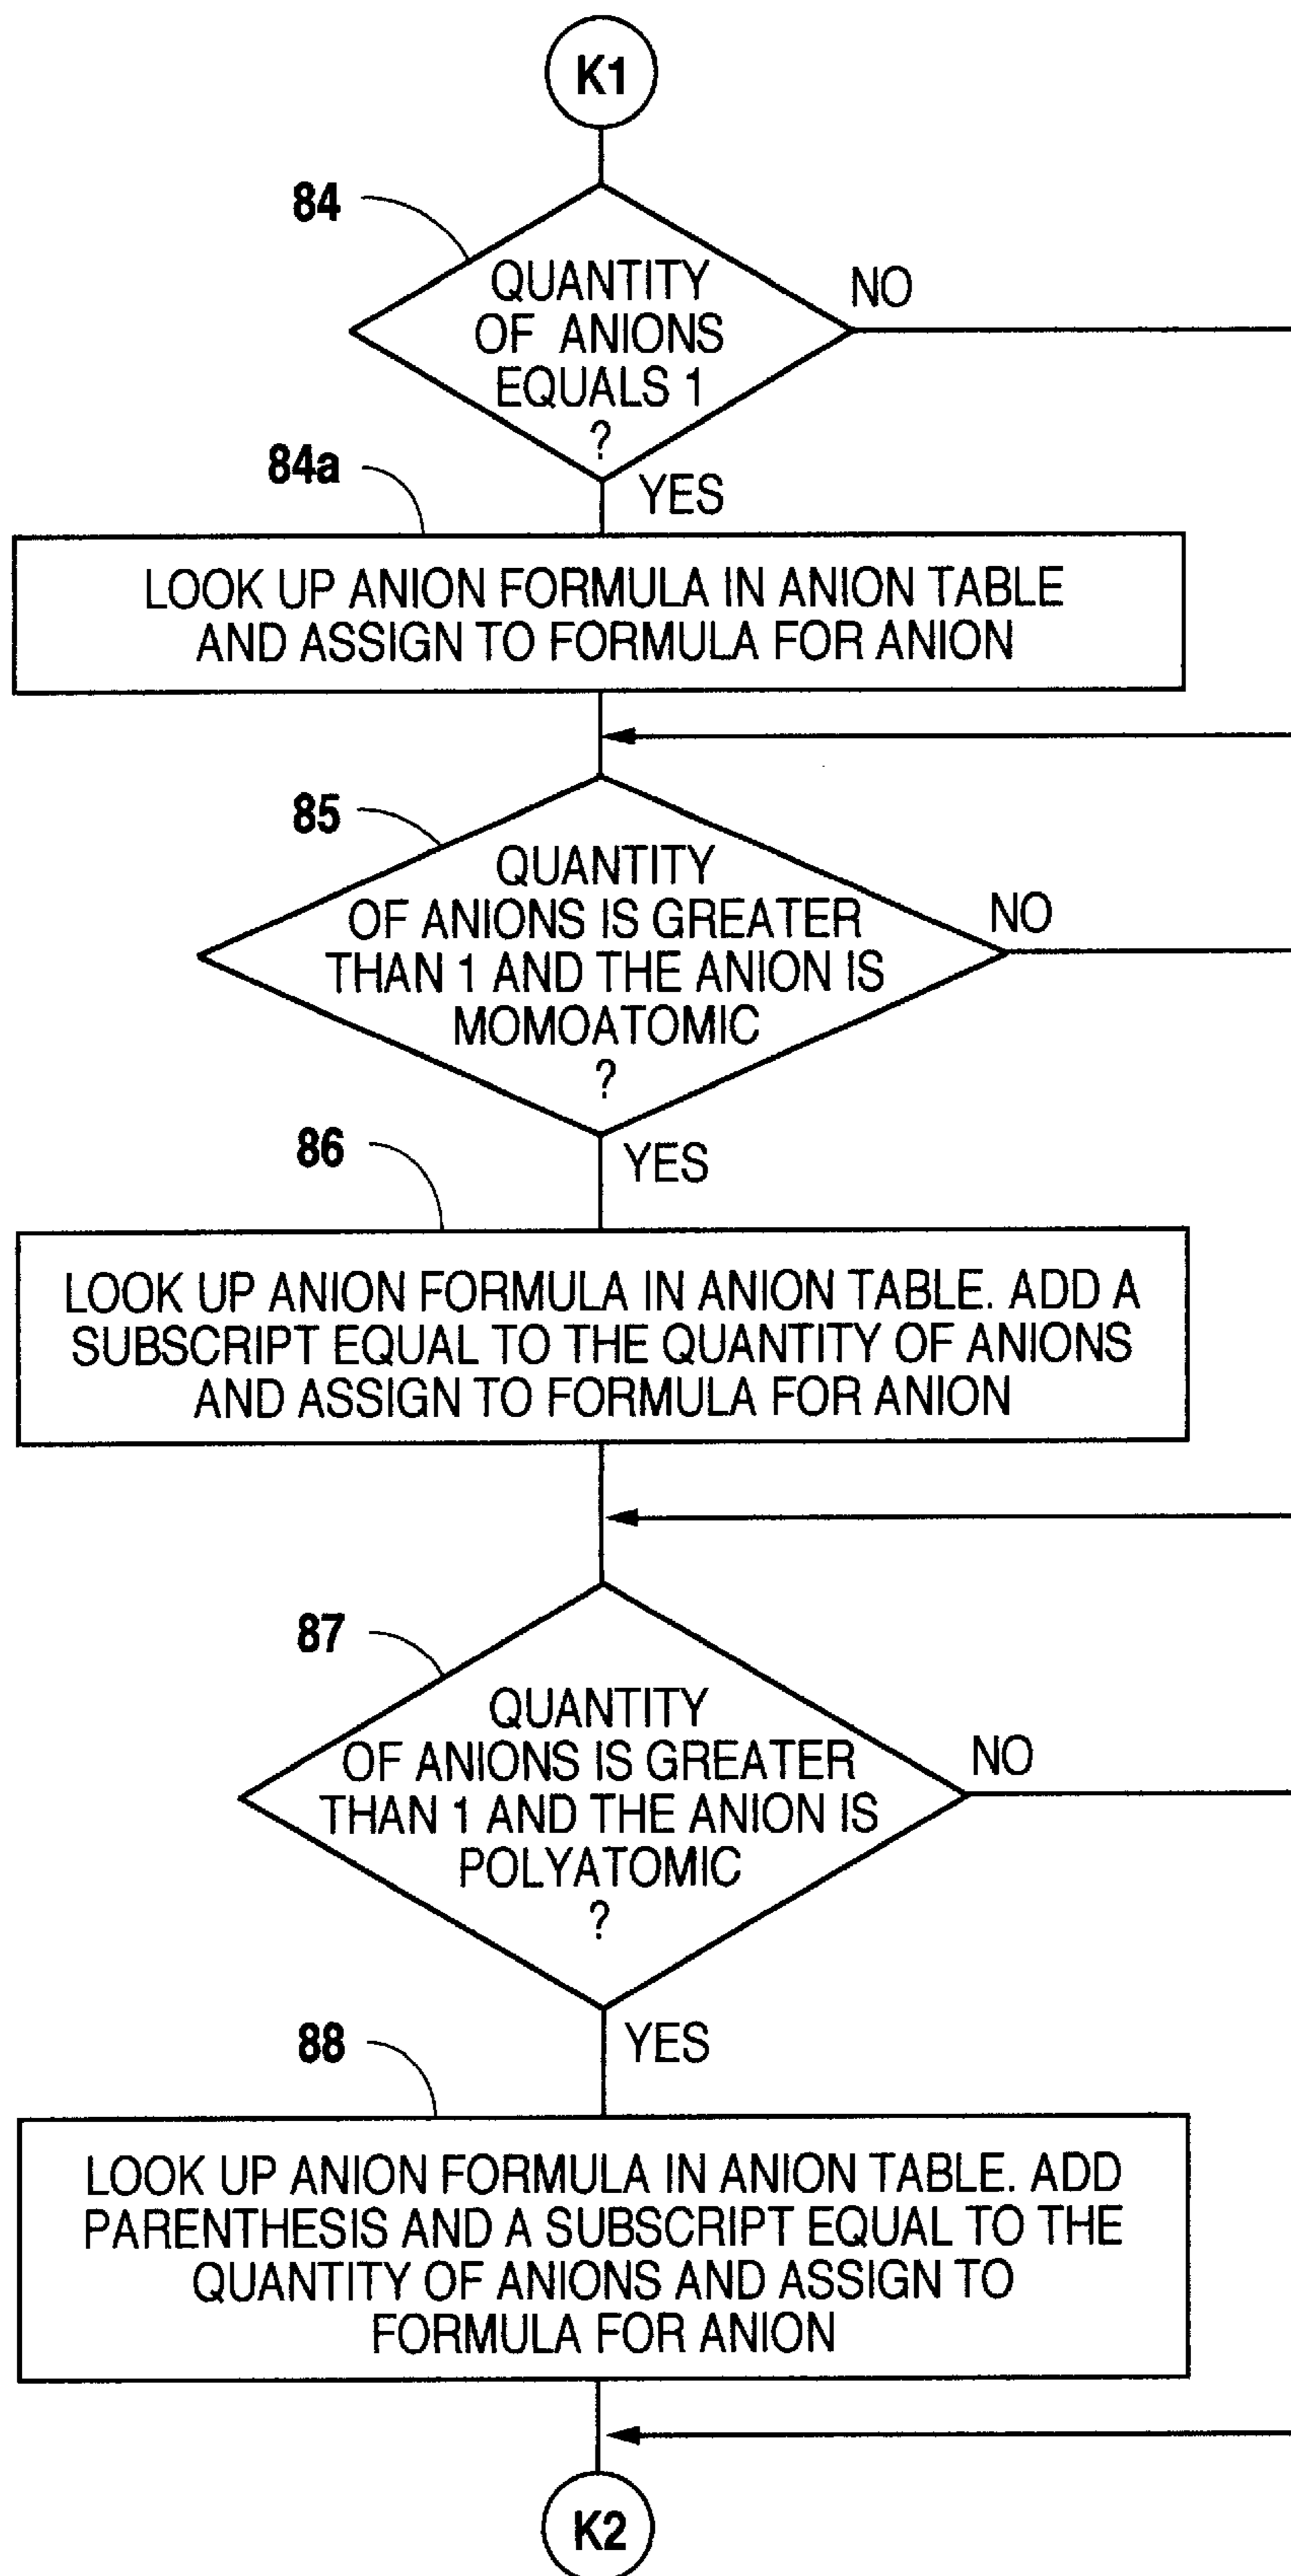 K1
84
QUANTITY
OF ANIONS
EQUALS 1
?
NO
YES
84a
LOOK UP ANION FORMULA IN ANION TABLE
AND ASSIGN TO FORMULA FOR ANION
85
QUANTITY
OF ANIONS IS GREATER
THAN 1 AND THE ANION IS
MOMOATOMIC
?
NO
YES
86
LOOK UP ANION FORMULA IN ANION TABLE. ADD A
SUBSCRIPT EQUAL TO THE QUANTITY OF ANIONS
AND ASSIGN TO FORMULA FOR ANION
87
QUANTITY
OF ANIONS IS GREATER
THAN 1 AND THE ANION IS
POLYATOMIC
?
NO
YES
88
LOOK UP ANION FORMULA IN ANION TABLE. ADD
PARENTHESIS AND A SUBSCRIPT EQUAL TO THE
QUANTITY OF ANIONS AND ASSIGN TO
FORMULA FOR ANION
K2